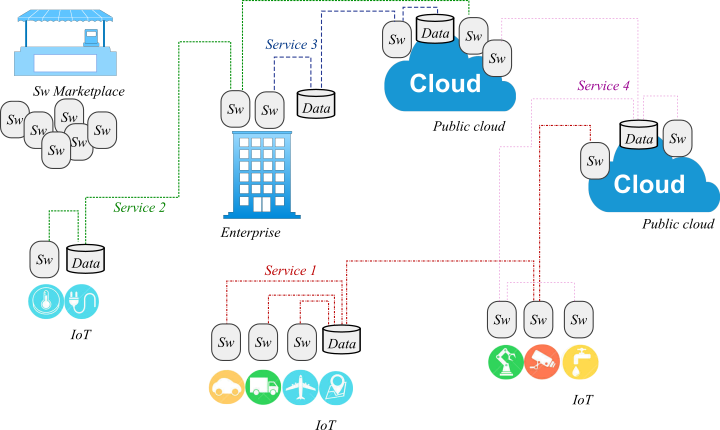 Service 3
Sw
Data
Sw
Sw
Cloud
Public cloud
Service 4
Sw Marketplace
Sw
Sw
Sw
Sw
Sw
Sw
Sw
Sw
Data
Enterprise
Data
Sw
Sw
Cloud
Public cloud
Service 2
Sw
Data
IoT
Service 1
Sw
Sw
Sw
Data
IoT
Sw
Sw
Sw
IoT